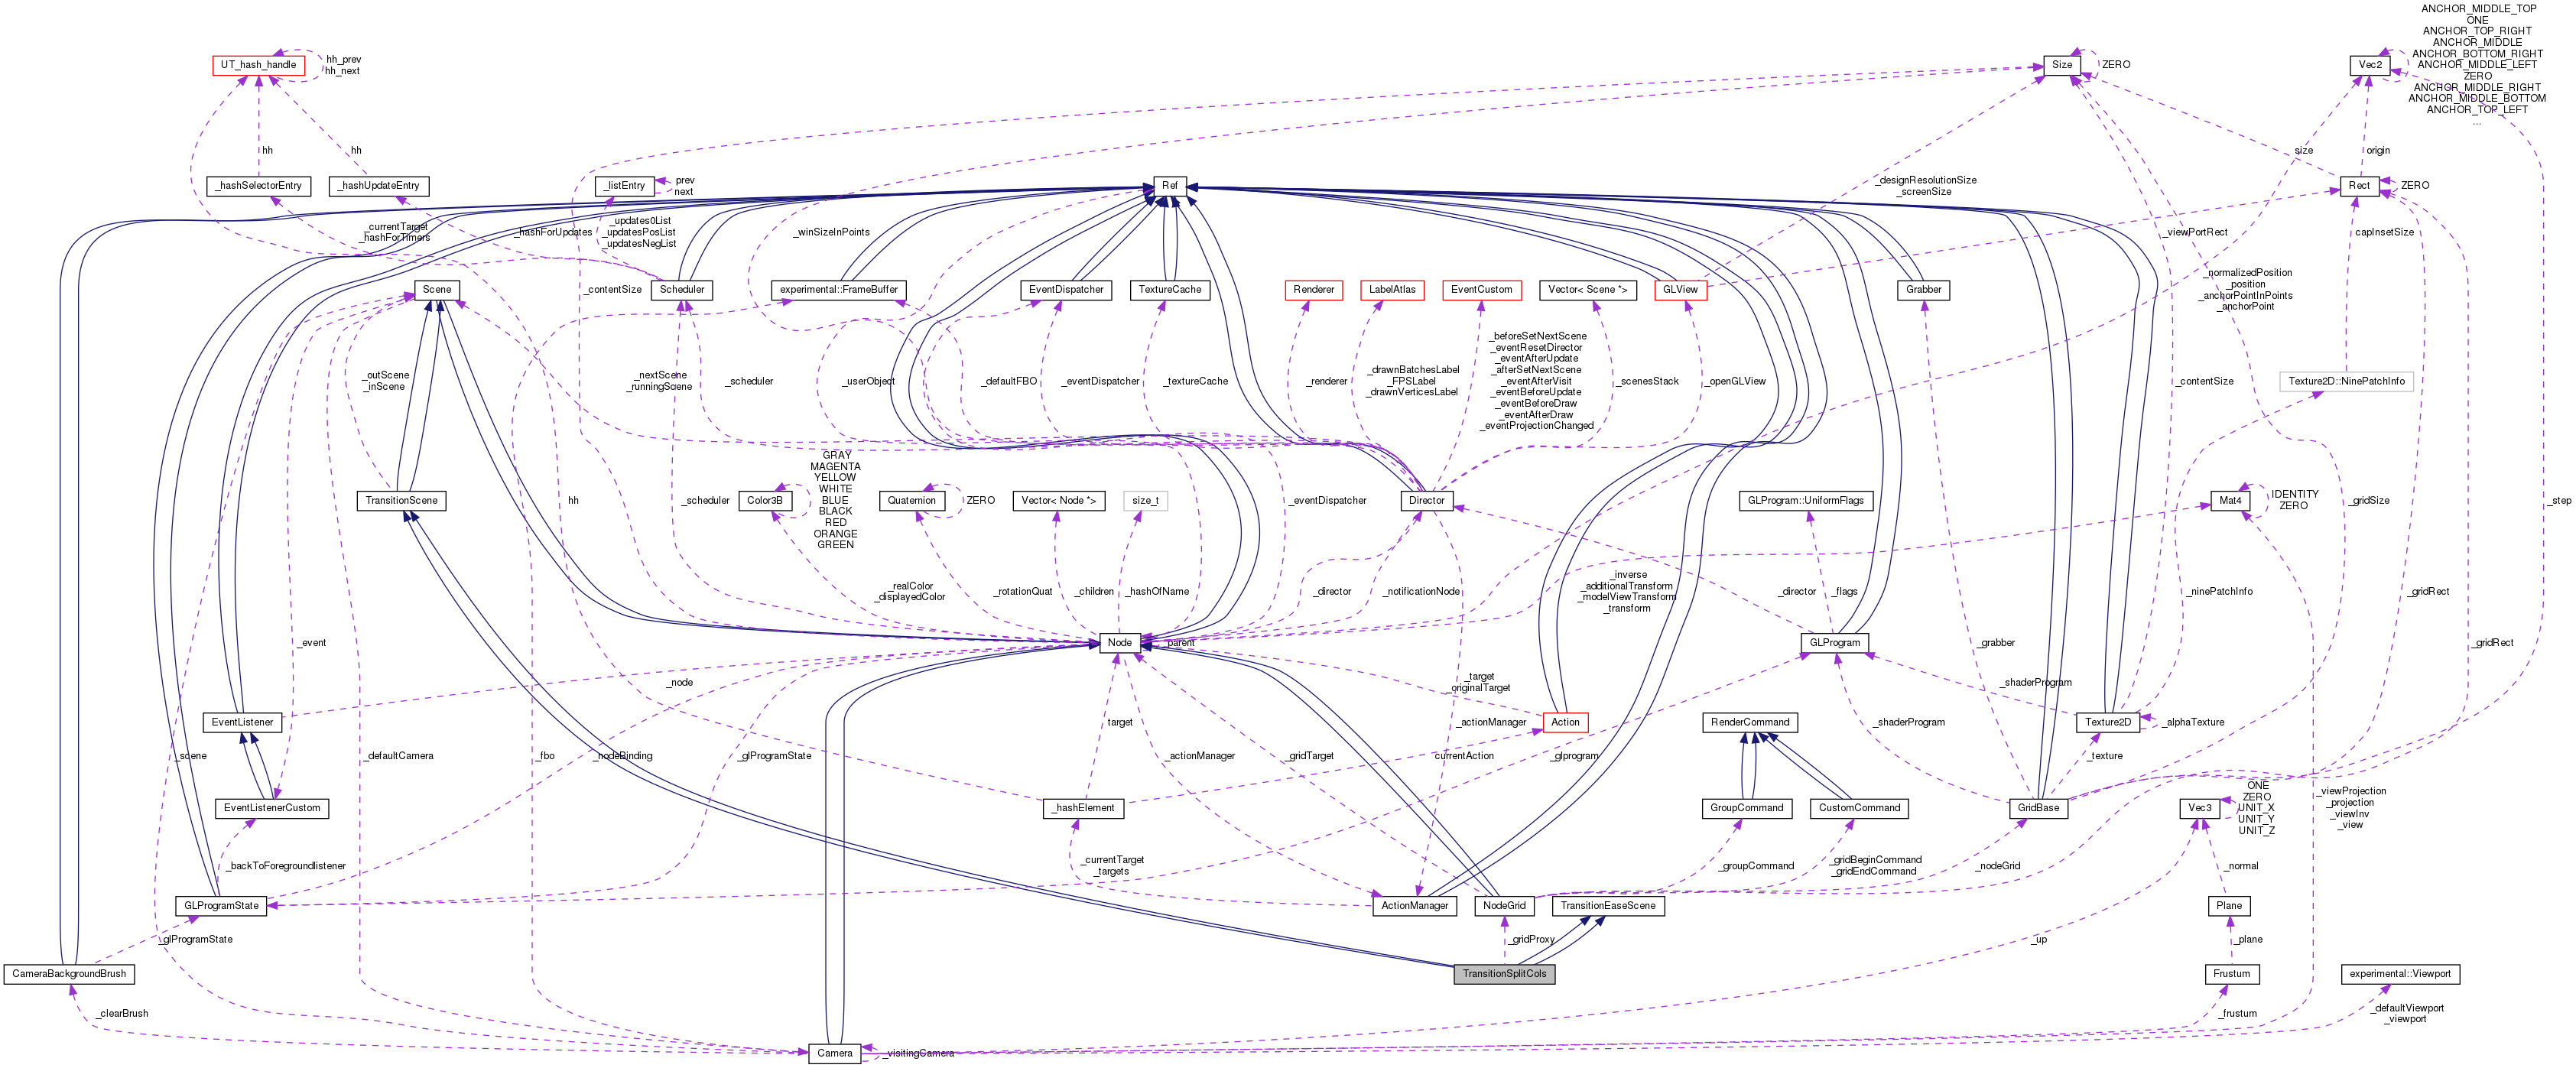 ANCHOR_MIDDLE_TOP
ONE
ANCHOR_TOP_RIGHT
ANCHOR_MIDDLE
ANCHOR_BOTTOM_RIGHT
ANCHOR_MIDDLE_LEFT
ZERO
ANCHOR_MIDDLE_RIGHT
ANCHOR_MIDDLE_BOTTOM
ANCHOR_TOP_LEFT
...
UT_hash_handle
hh_prev
hh_next
Size
ZERO
Vec2
hh
hh
size
origin
_hashSelectorEntry
_hashUpdateEntry
_listEntry
prev
next
Ref
_designResolutionSize
_screenSize
Rect
ZERO
_currentTarget
_hashForTimers
_hashForUpdates
_updates0List
_updatesPosList
_updatesNegList
_winSizeInPoints
_viewPortRect
capInsetSize
Scene
_contentSize
Scheduler
experimental::FrameBuffer
EventDispatcher
TextureCache
Renderer
LabelAtlas
EventCustom
Vector< Scene *>
GLView
Grabber
_normalizedPosition
_position
_anchorPointInPoints
_anchorPoint
_outScene
_inScene
_nextScene
_runningScene
_scheduler
_userObject
_defaultFBO
_eventDispatcher
_textureCache
_renderer
_drawnBatchesLabel
_FPSLabel
_drawnVerticesLabel
_beforeSetNextScene
_eventResetDirector
_eventAfterUpdate
_afterSetNextScene
_eventAfterVisit
_eventBeforeUpdate
_eventBeforeDraw
_eventAfterDraw
_eventProjectionChanged
_scenesStack
_openGLView
_contentSize
Texture2D::NinePatchInfo
TransitionScene
hh
_scheduler
Color3B
GRAY
MAGENTA
YELLOW
WHITE
BLUE
BLACK
RED
ORANGE
GREEN
Quaternion
ZERO
Vector< Node *>
size_t
_eventDispatcher
Director
GLProgram::UniformFlags
Mat4
IDENTITY
ZERO
_gridSize
_step
_realColor
_displayedColor
_rotationQuat
_children
_hashOfName
_director
_notificationNode
_inverse
_additionalTransform
_modelViewTransform
_transform
_director
_flags
_ninePatchInfo
_gridRect
_event
Node
_parent
GLProgram
_grabber
_gridRect
_node
_target
_originalTarget
_shaderProgram
EventListener
target
_actionManager
Action
RenderCommand
_shaderProgram
Texture2D
_alphaTexture
_scene
_defaultCamera
_fbo
_nodeBinding
_glProgramState
_actionManager
_gridTarget
currentAction
_glprogram
_texture
EventListenerCustom
_hashElement
GroupCommand
CustomCommand
GridBase
Vec3
ONE
ZERO
UNIT_X
UNIT_Y
UNIT_Z
_viewProjection
_projection
_viewInv
_view
_backToForegroundlistener
_currentTarget
_targets
_groupCommand
_gridBeginCommand
_gridEndCommand
_nodeGrid
_normal
GLProgramState
ActionManager
NodeGrid
TransitionEaseScene
Plane
_glProgramState
_gridProxy
_up
_plane
CameraBackgroundBrush
TransitionSplitCols
Frustum
experimental::Viewport
_clearBrush
_frustum
_defaultViewport
_viewport
Camera
_visitingCamera